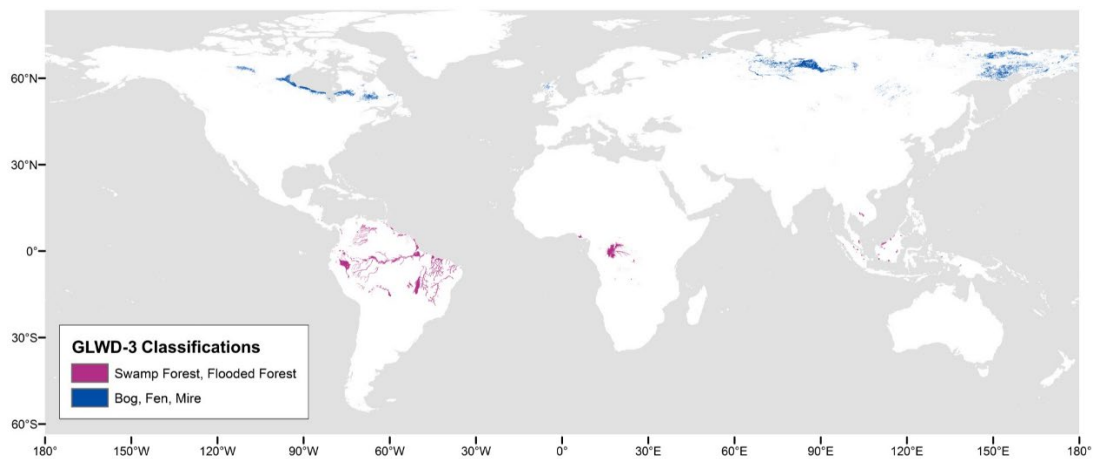 60°N
30°N
0°
30°S
60°S
GLWD-3 Classifications
Swamp Forest, Flooded Forest
Bog, Fen, Mire
180° 150°W 120°W 90°W 60°W 30°W 0° 30°E 60°E 90°E 120°E 150°E 180°